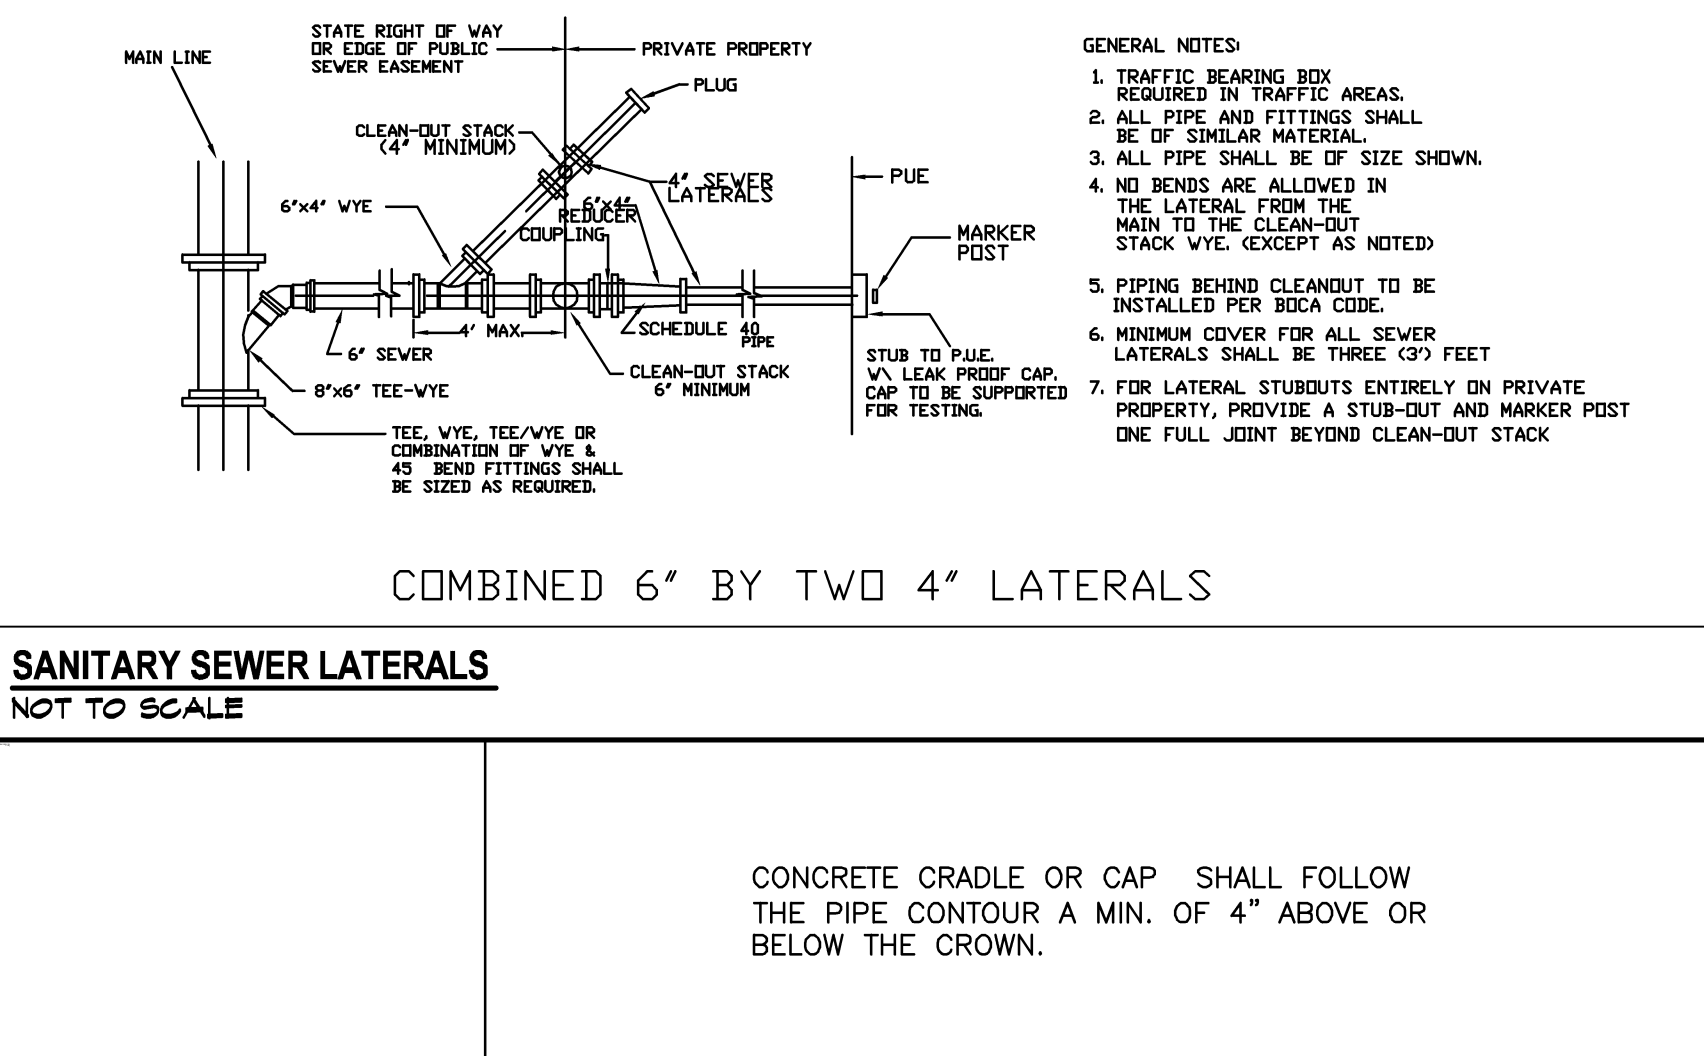 STATE RIGHT OF WAY
OR EDGE OF PUBLIC
SEWER EASEMENT
PRIVATE PROPERTY
MAIN LINE
PLUG
CLEAN-OUT STACK
(4" MINIMUM)
4" SEWER
LATERALS
6"x4" WYE
6"x4"
REDUCER
COUPLING
PUE
MARKER
POST
4' MAX.
SCHEDULE 40
PIPE
6" SEWER
8"x6" TEE-WYE
CLEAN-OUT STACK
6" MINIMUM
STUB TO P.U.E.
W\ LEAK PROOF CAP.
CAP TO BE SUPPORTED
FOR TESTING.
TEE, WYE, TEE/WYE OR
COMBINATION OF WYE &
45 BEND FITTINGS SHALL
BE SIZED AS REQUIRED.
GENERAL NOTES:
1. TRAFFIC BEARING BOX
REQUIRED IN TRAFFIC AREAS.
2. ALL PIPE AND FITTINGS SHALL
BE OF SIMILAR MATERIAL.
3. ALL PIPE SHALL BE OF SIZE SHOWN.
4. NO BENDS ARE ALLOWED IN
THE LATERAL FROM THE
MAIN TO THE CLEAN-OUT
STACK WYE. (EXCEPT AS NOTED)
5. PIPING BEHIND CLEANOUT TO BE
INSTALLED PER BOCA CODE.
6. MINIMUM COVER FOR ALL SEWER
LATERALS SHALL BE THREE (3') FEET
7. FOR LATERAL STUBOUTS ENTIRELY ON PRIVATE
PROPERTY, PROVIDE A STUB-OUT AND MARKER POST
ONE FULL JOINT BEYOND CLEAN-OUT STACK
COMBINED 6" BY TWO 4" LATERALS
SANITARY SEWER LATERALS
NOT TO SCALE
CONCRETE CRADLE OR CAP SHALL FOLLOW
THE PIPE CONTOUR A MIN. OF 4" ABOVE OR
BELOW THE CROWN.